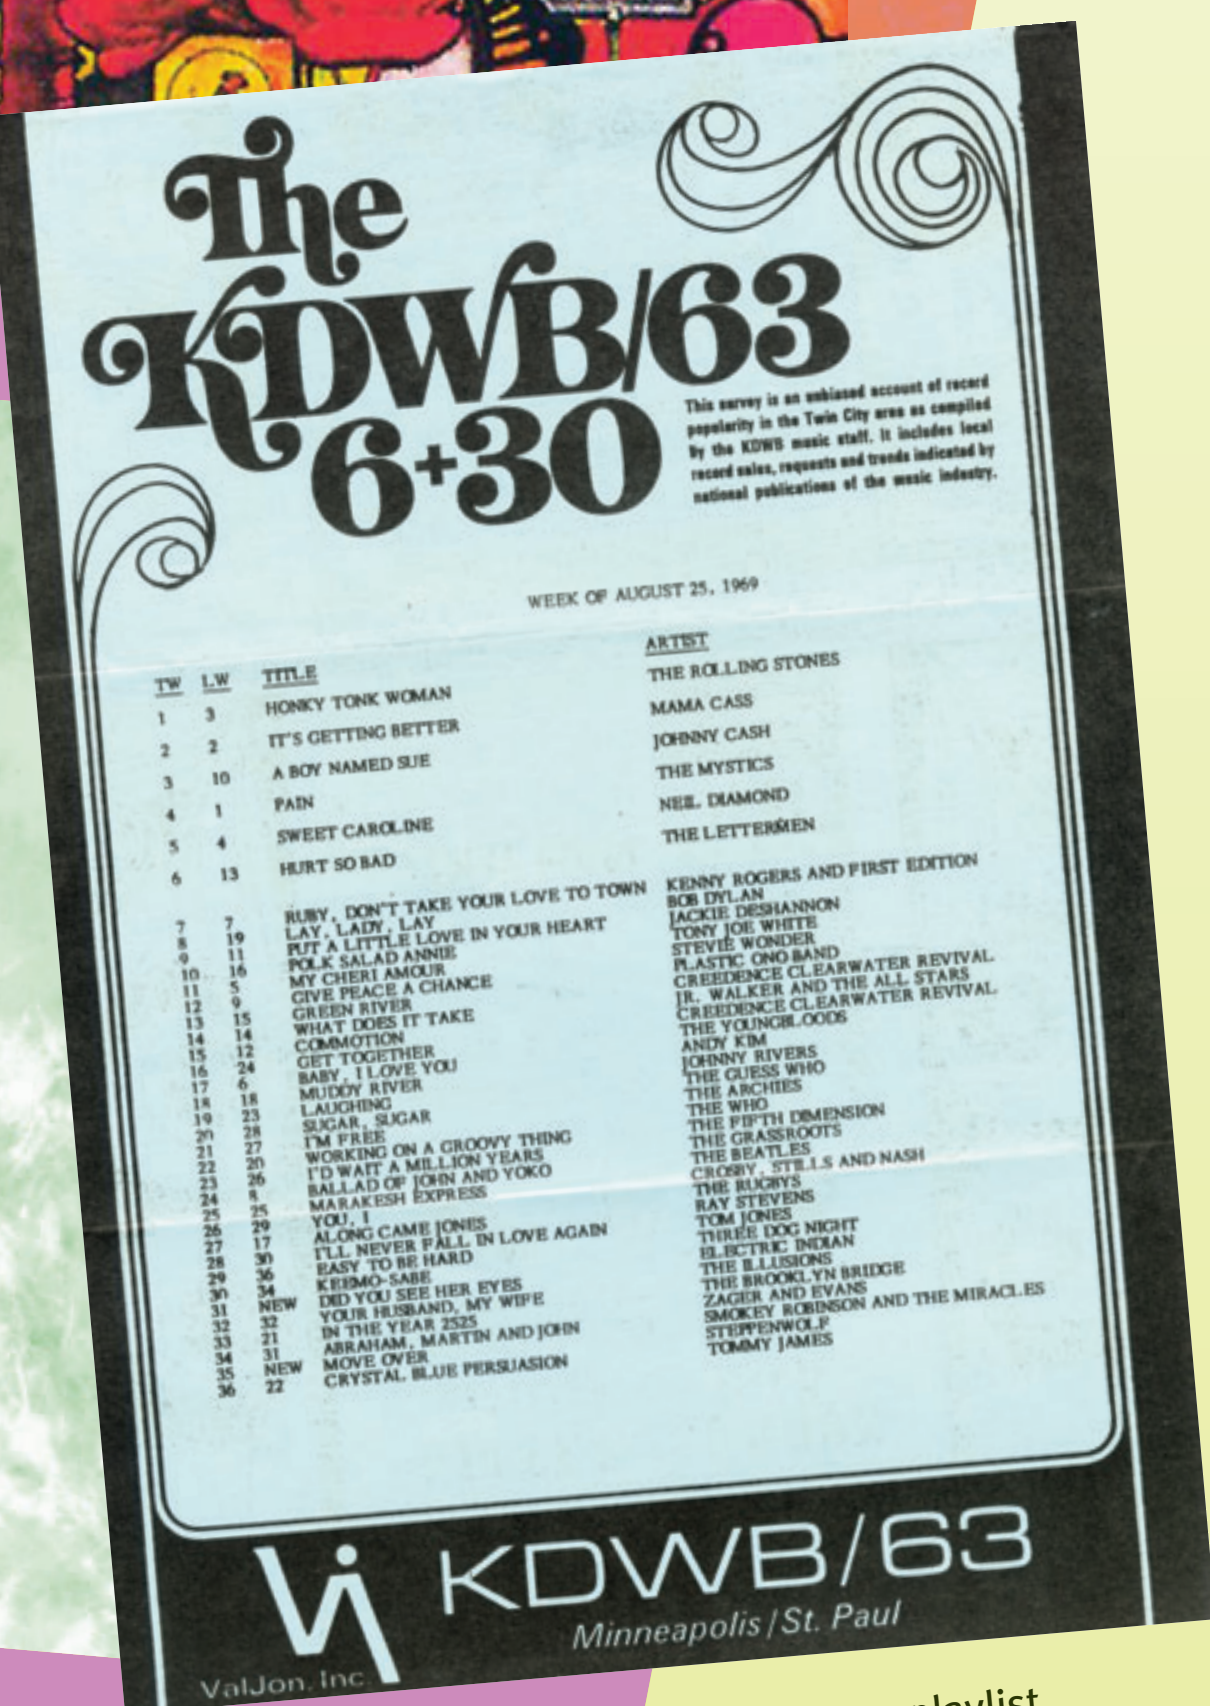 The
KDWB/63
6+30
This survey is an unbiased account of record
popularity in the Twin City area as compiled
By the KDWB music staff. It includes local
record sales, requests and trends indicated by
national publications of the music industry.
WEEK OF AUGUST 25, 1969
TW LW TITLE ARTIST
1 3 HONKY TONK WOMAN THE ROLLING STONES
2 2 IT'S GETTING BETTER MAMA CASS
3 10 A BOY NAMED SUE JOHNNY CASH
4 1 PAIN THE MYSTICS
5 4 SWEET CAROLINE NEIL DIAMOND
6 13 HURT SO BAD THE LETTERMEN
7 7 RUBY, DON'T TAKE YOUR LOVE TO TOWN KENNY ROGERS AND FIRST EDITION
8 19 LAY, LADY, LAY BOB DYLAN
9 11 PUT A LITTLE LOVE IN YOUR HEART JACKIE DESHANNON
10 16 POLK SALAD ANNIE TONY JOE WHITE
11 5 MY CHERI AMOUR STEVIE WONDER
12 9 GIVE PEACE A CHANCE PLASTIC ONO BAND
13 15 GREEN RIVER CREEDENCE CLEARWATER REVIVAL
14 14 WHAT DOES IT TAKE JR. WALKER AND THE ALL STARS
15 12 COMMOTION CREEDENCE CLEARWATER REVIVAL
16 24 GET TOGETHER THE YOUNGBLOODS
17 6 BABY, I LOVE YOU ANDY KIM
18 18 MUDDY RIVER JOHNNY RIVERS
19 23 LAUGHING THE GUESS WHO
20 28 SUGAR, SUGAR THE ARCHIES
21 27 I'M FREE THE WHO
22 20 WORKING ON A GROOVY THING THE FIFTH DIMENSION
23 26 I'D WAIT A MILLION YEARS THE GRASSROOTS
24 8 BALLAD OF JOHN AND YOKO THE BEATLES
25 25 MARAKESH EXPRESS CROSBY, STILLS AND NASH
26 29 YOU, I THE RUGBYS
27 17 ALONG CAME JONES RAY STEVENS
28 30 I'LL NEVER FALL IN LOVE AGAIN TOM JONES
29 36 EASY TO BE HARD THREE DOG NIGHT
30 34 KEEMO-SABE ELECTRIC INDIAN
31 NEW DID YOU SEE HER EYES THE ILLUSIONS
32 32 YOUR HUSBAND, MY WIFE THE BROOKLYN BRIDGE
33 21 IN THE YEAR 2525 ZAGER AND EVANS
34 31 ABRAHAM, MARTIN AND JOHN SMOKEY ROBINSON AND THE MIRACLES
35 NEW MOVE OVER STEPPENWOLF
36 22 CRYSTAL BLUE PERSUASION TOMMY JAMES
KDWB/63
Minneapolis/St. Paul
ValJon, Inc.
playlist